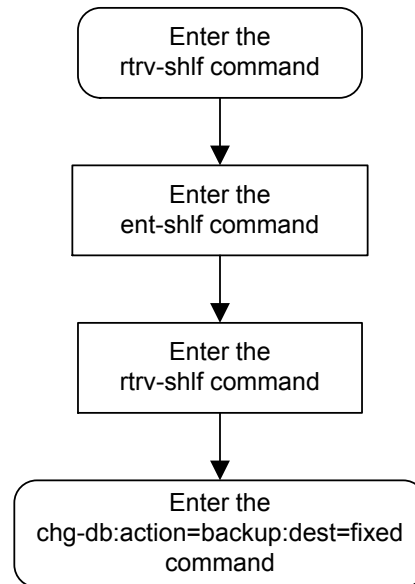 Enter the
rtrv-shlf command
Enter the
ent-shlf command
Enter the
rtrv-shlf command
Enter the
chg-db:action=backup:dest=fixed
command